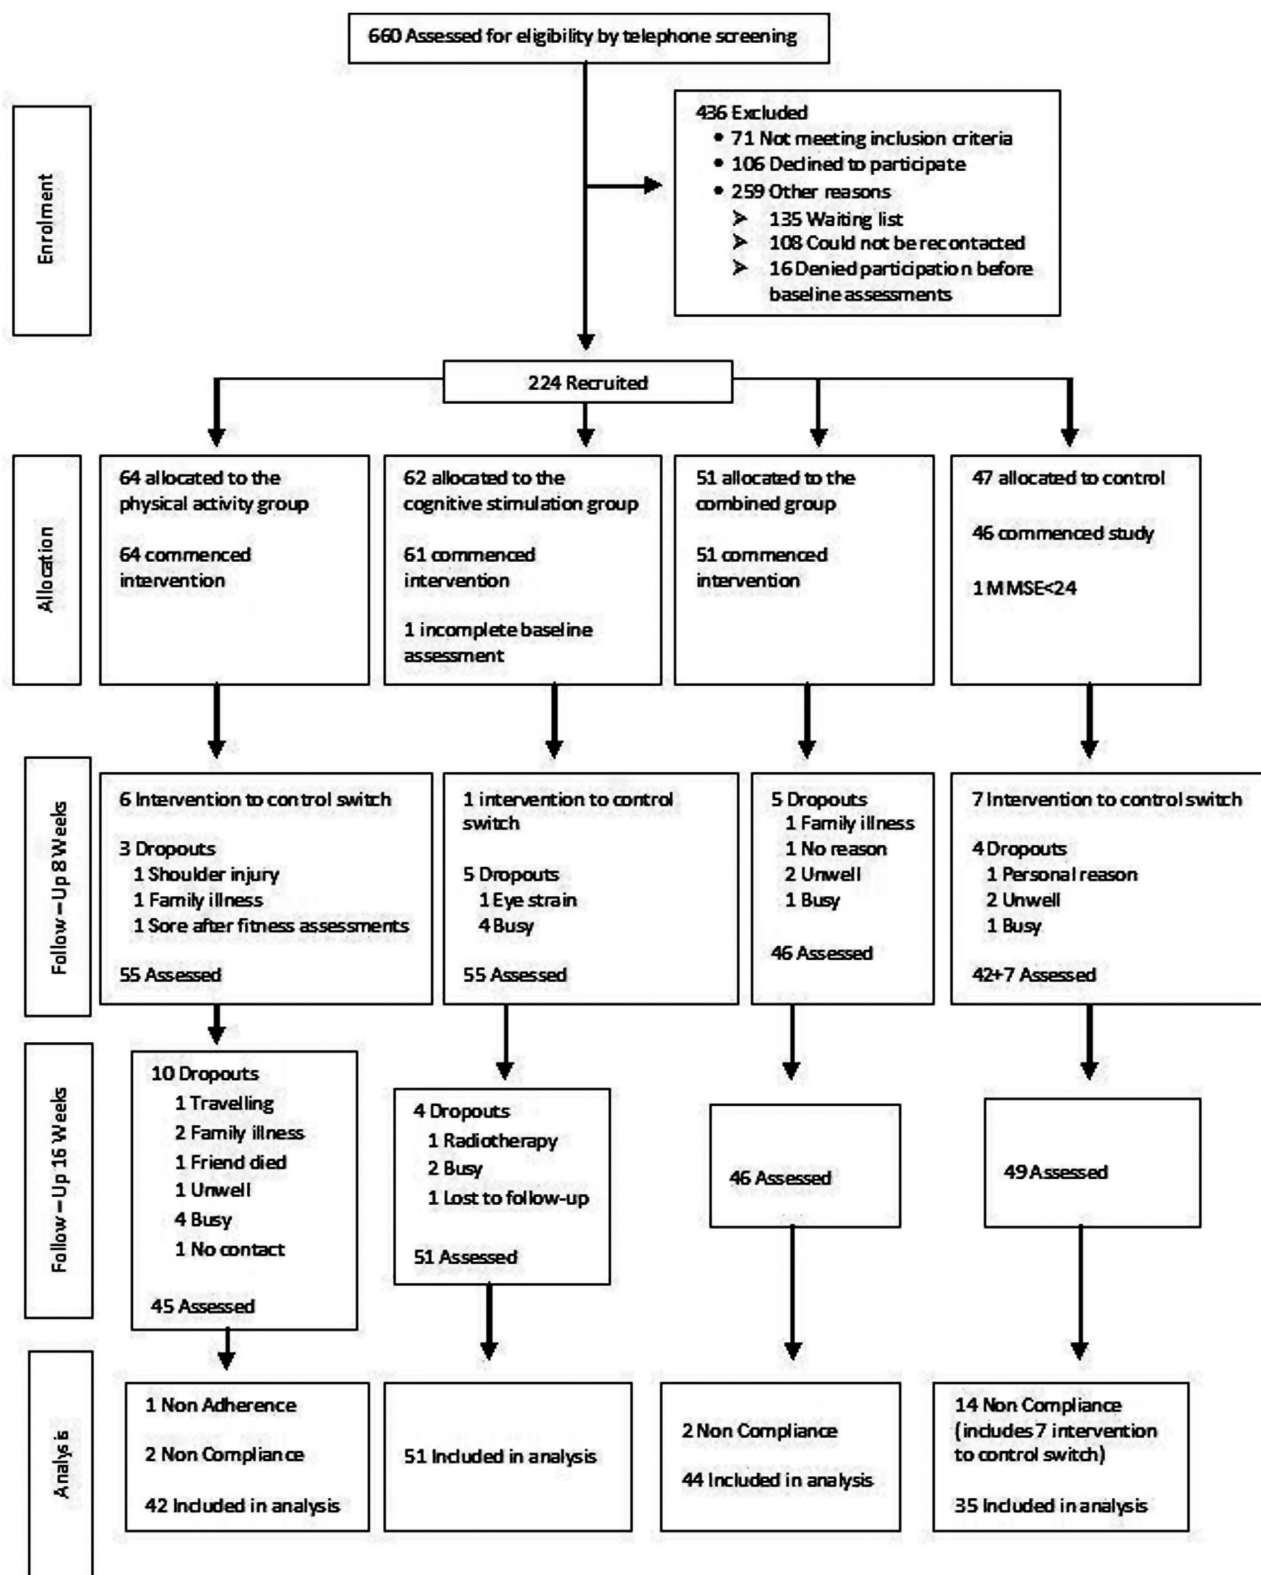 660 Assessed for eligibility by telephone screening
Enrolment
436 Excluded
• 71 Not meeting inclusion criteria
• 106 Declined to participate
• 259 Other reasons
➢ 135 Waiting list
➢ 108 Could not be recontacted
➢ 16 Denied participation before
baseline assessments
224 Recruited
Allocation
64 allocated to the
physical activity group
64 commenced
intervention
62 allocated to the
cognitive stimulation group
61 commenced
intervention
1 incomplete baseline
assessment
51 allocated to the
combined group
51 commenced
intervention
47 allocated to control
46 commenced study
1 MMSE<24
Follow – Up 8 Weeks
6 Intervention to control switch
3 Dropouts
1 Shoulder injury
1 Family illness
1 Sore after fitness assessments
55 Assessed
1 intervention to control
switch
5 Dropouts
1 Eye strain
4 Busy
55 Assessed
5 Dropouts
1 Family illness
1 No reason
2 Unwell
1 Busy
46 Assessed
7 Intervention to control switch
4 Dropouts
1 Personal reason
2 Unwell
1 Busy
42+7 Assessed
Follow – Up 16 Weeks
10 Dropouts
1 Travelling
2 Family illness
1 Friend died
1 Unwell
4 Busy
1 No contact
45 Assessed
4 Dropouts
1 Radiotherapy
2 Busy
1 Lost to follow-up
51 Assessed
46 Assessed
49 Assessed
Analysis
1 Non Adherence
2 Non Compliance
42 Included in analysis
51 Included in analysis
2 Non Compliance
44 Included in analysis
14 Non Compliance
(includes 7 intervention
to control switch)
35 Included in analysis